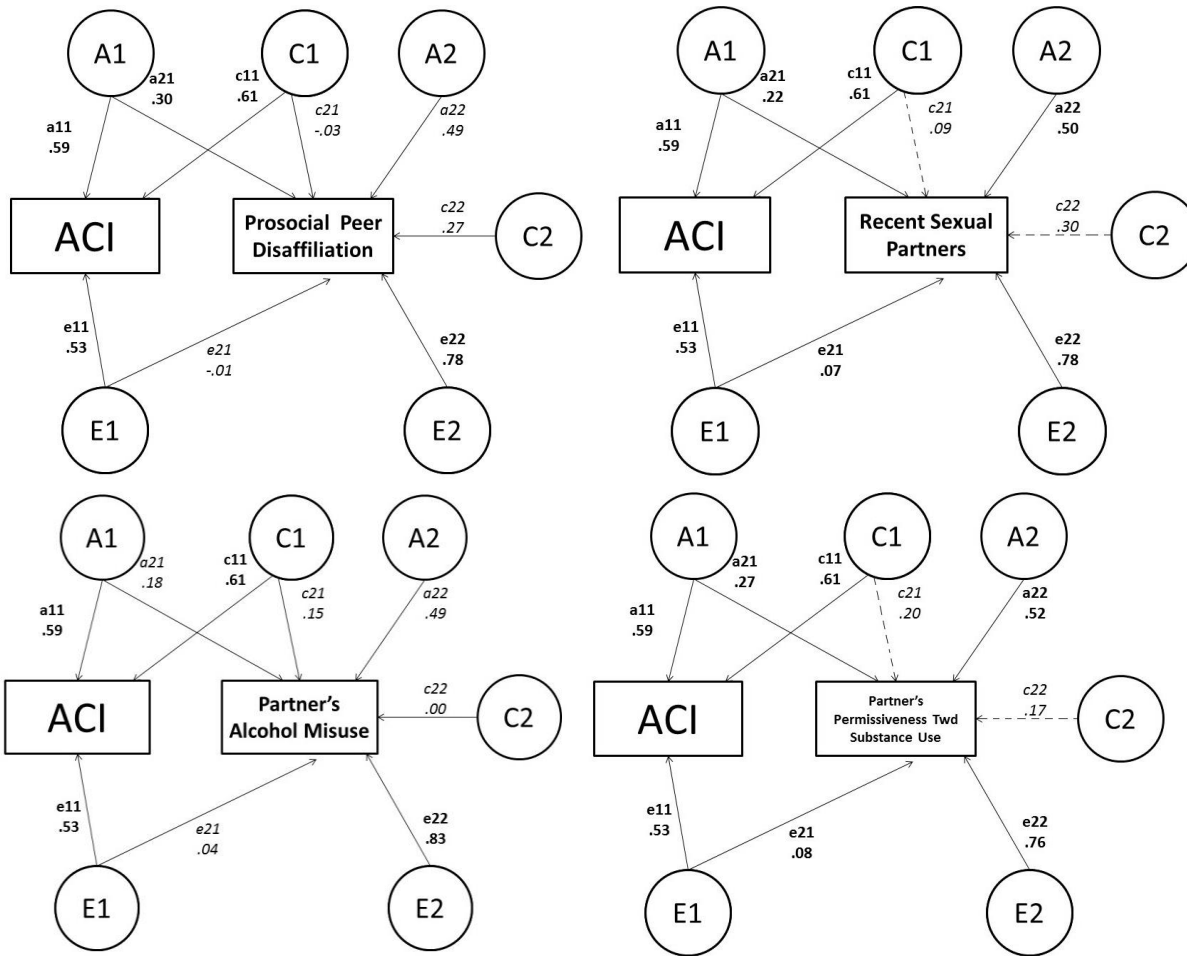 A1
C1
A2
a21
.30
c11
.61
c21
-.03
a22
.49
a11
.59
ACI
Prosocial Peer
Disaffiliation
c22
.27
C2
e11
.53
e21
-.01
e22
.78
E1
E2
A1
C1
A2
a21
.22
c11
.61
c21
.09
a22
.50
a11
.59
ACI
Recent Sexual
Partners
c22
.30
C2
e11
.53
e21
.07
e22
.78
E1
E2
A1
C1
A2
a21
.18
c11
.61
c21
.15
a22
.49
a11
.59
ACI
Partner's
Alcohol Misuse
c22
.00
C2
e11
.53
e21
.04
e22
.83
E1
E2
A1
C1
A2
a21
.27
c11
.61
c21
.20
a22
.52
a11
.59
ACI
Partner's
Permissiveness Twd
Substance Use
c22
.17
C2
e11
.53
e21
.08
e22
.76
E1
E2